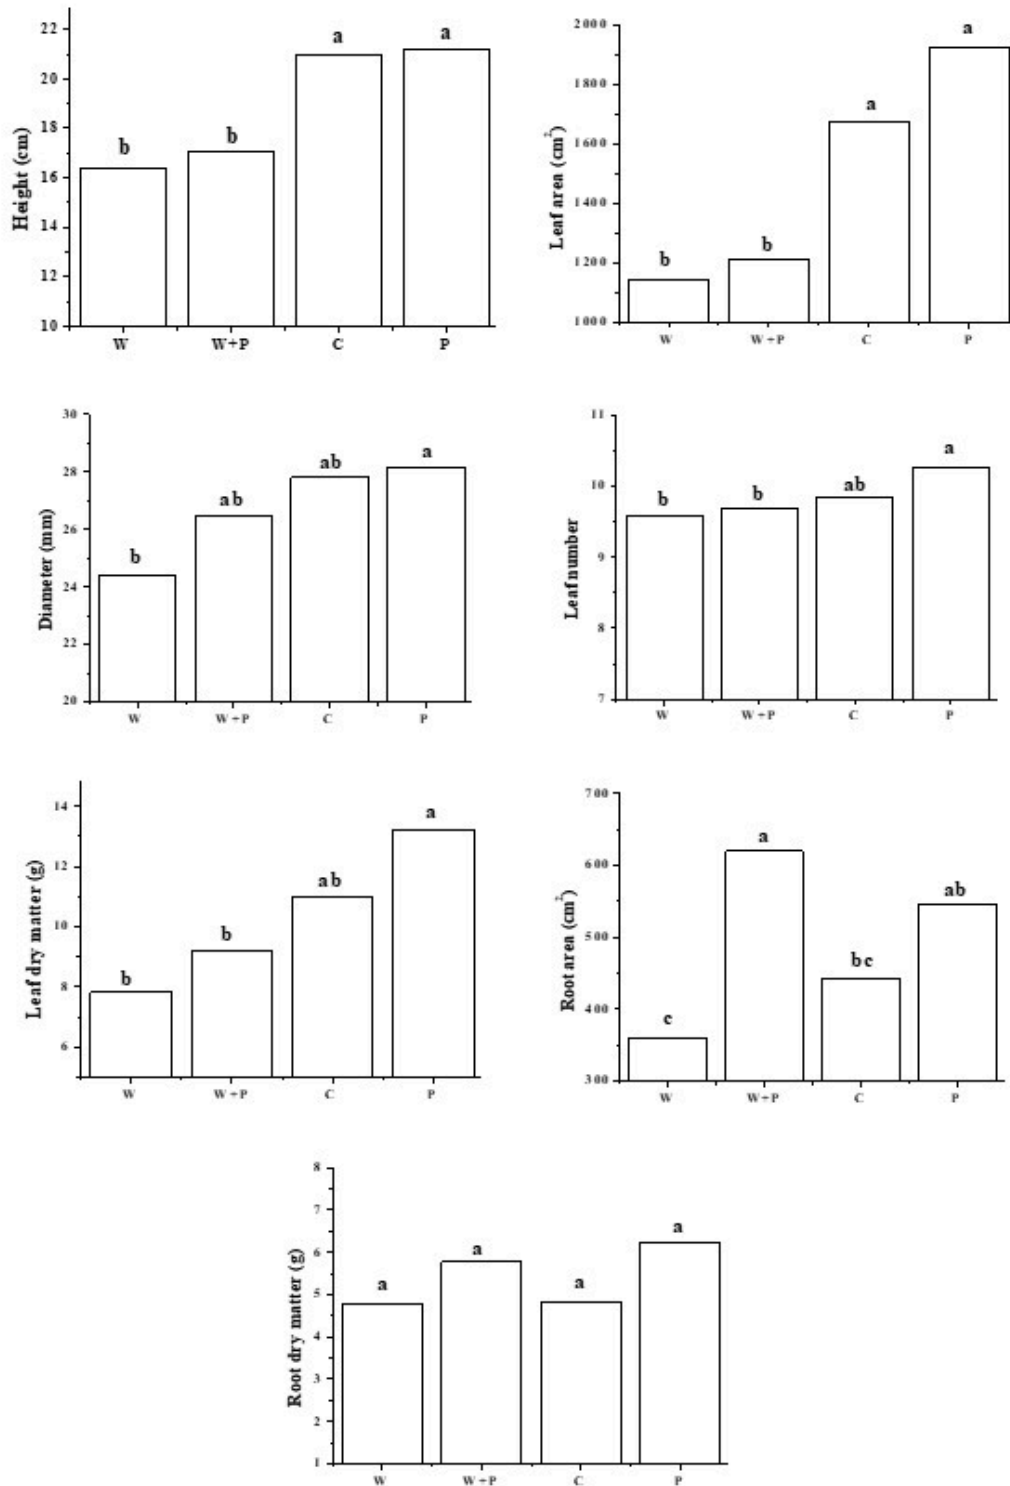 Height (cm)
22
20
18
16
14
12
10
b
b
a
a
W
W+P
C
P
Leaf area (cm²)
2000
1800
1600
1400
1200
1000
b
b
a
a
W
W+P
C
P
Diameter (mm)
30
28
26
24
22
20
b
ab
ab
a
W
W+P
C
P
Leaf number
11
10
9
8
7
b
b
ab
a
W
W+P
C
P
Leaf dry matter (g)
14
12
10
8
6
b
b
ab
a
W
W+P
C
P
Root area (cm²)
700
600
500
400
300
c
a
bc
ab
W
W+P
C
P
Root dry matter (g)
8
7
6
5
4
3
2
1
a
a
a
a
W
W+P
C
P